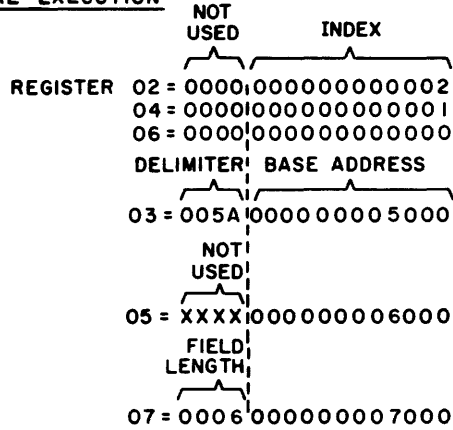 EXECUTION
NOT
USED INDEX
REGISTER 02 = 0000 000000000002
04 = 0000 000000000001
06 = 0000 000000000000
DELIMITER BASE ADDRESS
03 = 005A 000000005000
NOT
USED
05 = XXXX 000000006000
FIELD
LENGTH
07 = 0006 000000007000